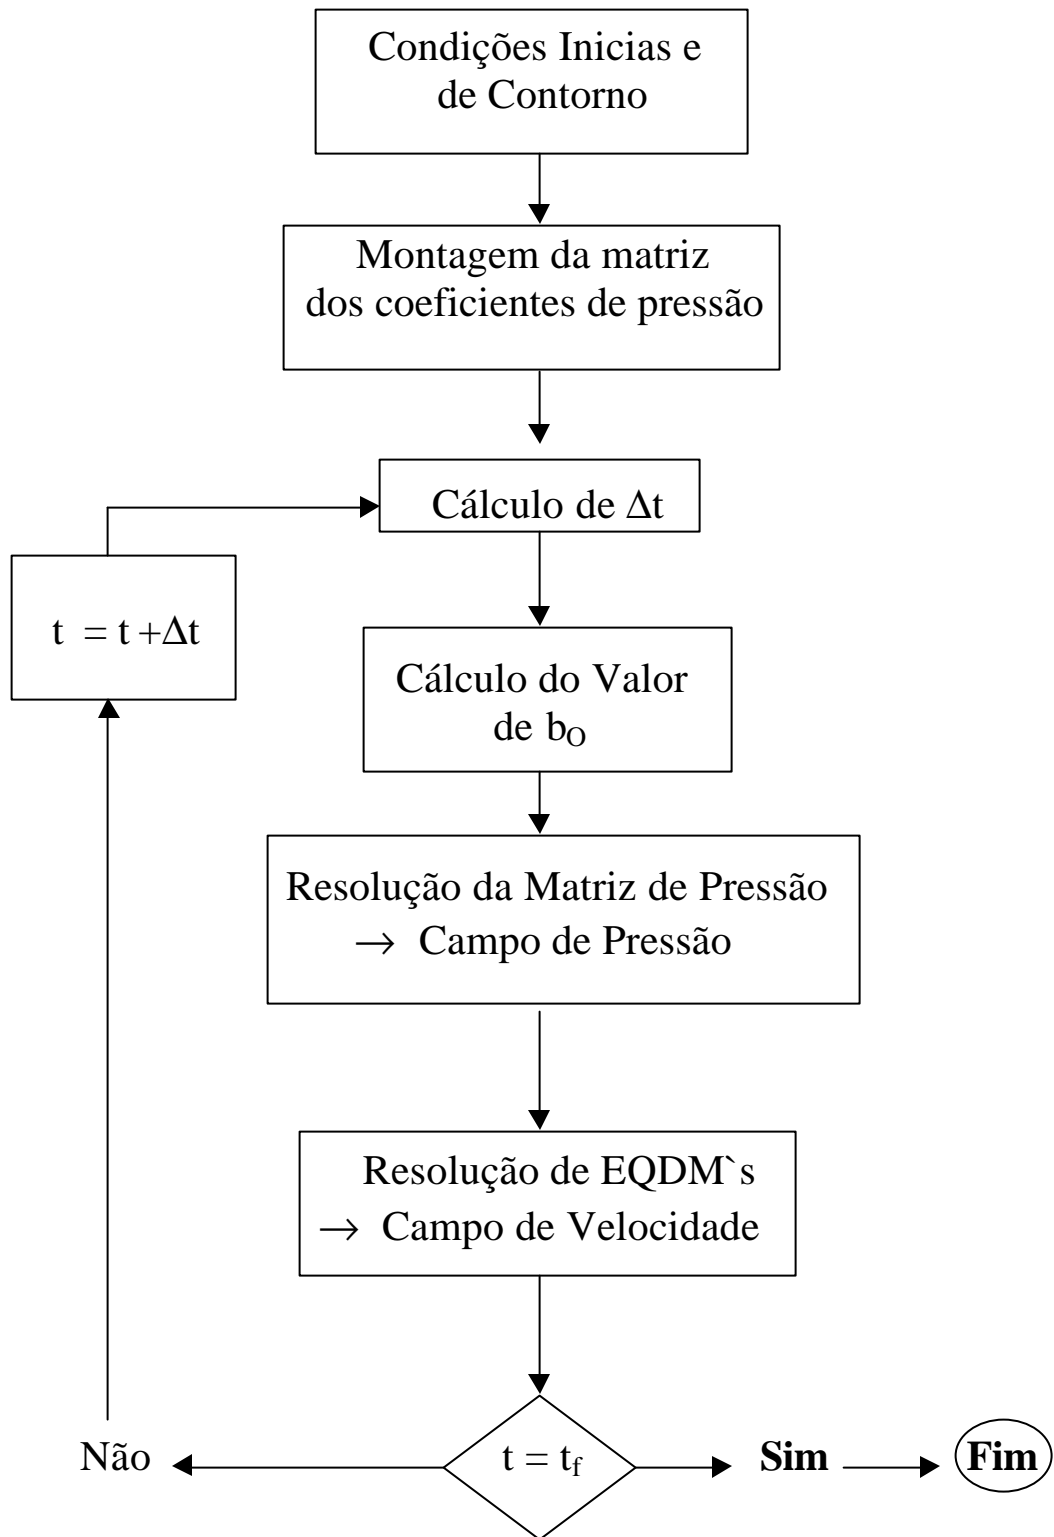 Condições Inicias e
de Contorno
Montagem da matriz
dos coeficientes de pressão
Cálculo de Δt
t = t +Δt
Cálculo do Valor
de bO
Resolução da Matriz de Pressão
→ Campo de Pressão
Resolução de EQDM`s
→ Campo de Velocidade
Não
t = tf
Sim
Fim